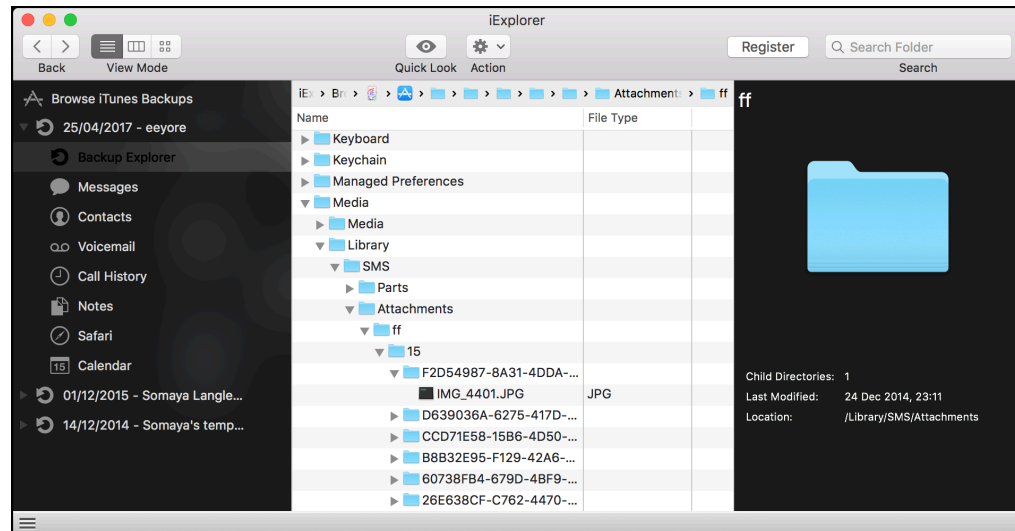 iExplorer
Register
Search Folder
Back
View Mode
Quick Look
Action
Search
Browse iTunes Backups
25/04/2017 - eeyore
Backup Explorer
Messages
Contacts
Voicemail
Call History
Notes
Safari
15 Calendar
01/12/2015 - Somaya Langle...
14/12/2014 - Somaya's temp...
iEx Br Attachments ff
Name File Type
Keyboard
Keychain
Managed Preferences
Media
Media
Library
SMS
Parts
Attachments
ff
15
F2D54987-8A31-4DDA-...
IMG_4401.JPG JPG
D639036A-6275-417D-...
CCD71E58-15B6-4D50-...
B8B32E95-F129-42A6-...
60738FB4-679D-4BF9-...
26E638CF-C762-4470-...
ff
Child Directories: 1
Last Modified: 24 Dec 2014, 23:11
Location: /Library/SMS/Attachments